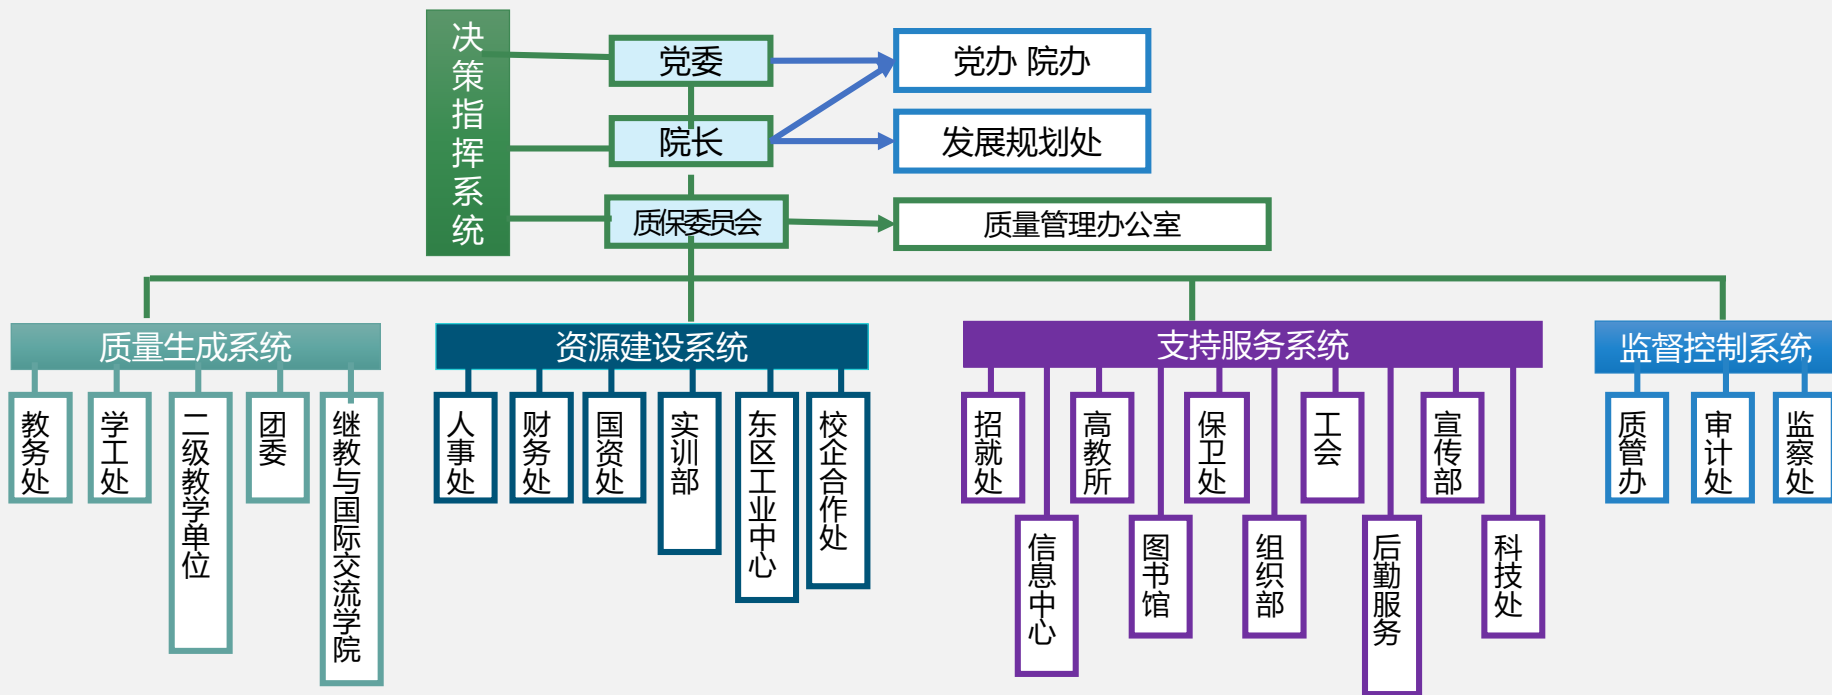 决策指挥系统
党委
党办 院办
院长
发展规划处
质保委员会
质量管理办公室
质量生成系统
资源建设系统
支持服务系统
监督控制系统
教务处
学工处
二级教学单位
团委
继教与国际交流学院
人事处
财务处
国资处
实训部
东区工业中心
校企合作处
招就处
信息中心
高教所
图书馆
保卫处
组织部
工会
后勤服务
宣传部
科技处
质管办
审计处
监察处